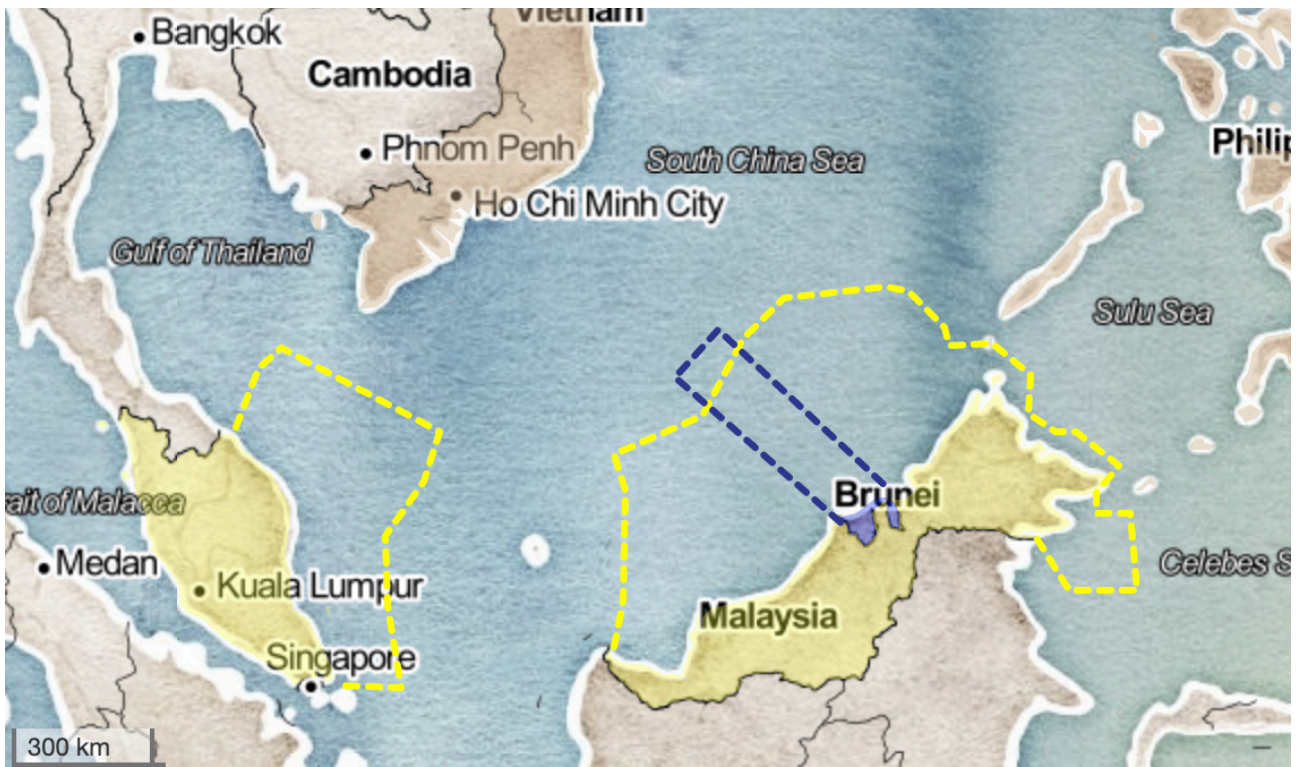 Vietnam
Bangkok
Cambodia
Phnom Penh
South China Sea
Philip
Ho Chi Minh City
Gulf of Thailand
Sulu Sea
Brunei
rait of Malacca
Medan
Celebes S
Kuala Lumpur
Malaysia
Singapore
300 km